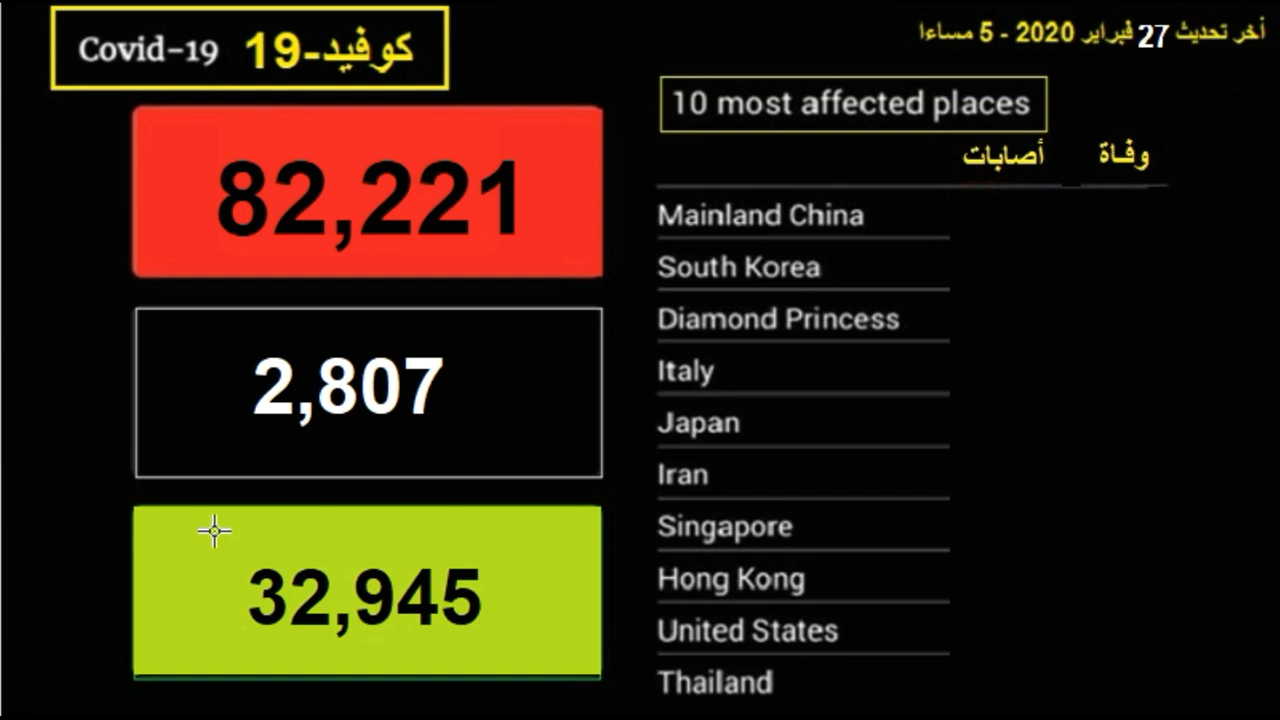 Covid-19 كوفيد-19
أخر تحديث 27 فبراير 2020 - 5 مساءا
82,221
2,807
32,945
10 most affected places
أصابات وفاة
Mainland China
South Korea
Diamond Princess
Italy
Japan
Iran
Singapore
Hong Kong
United States
Thailand